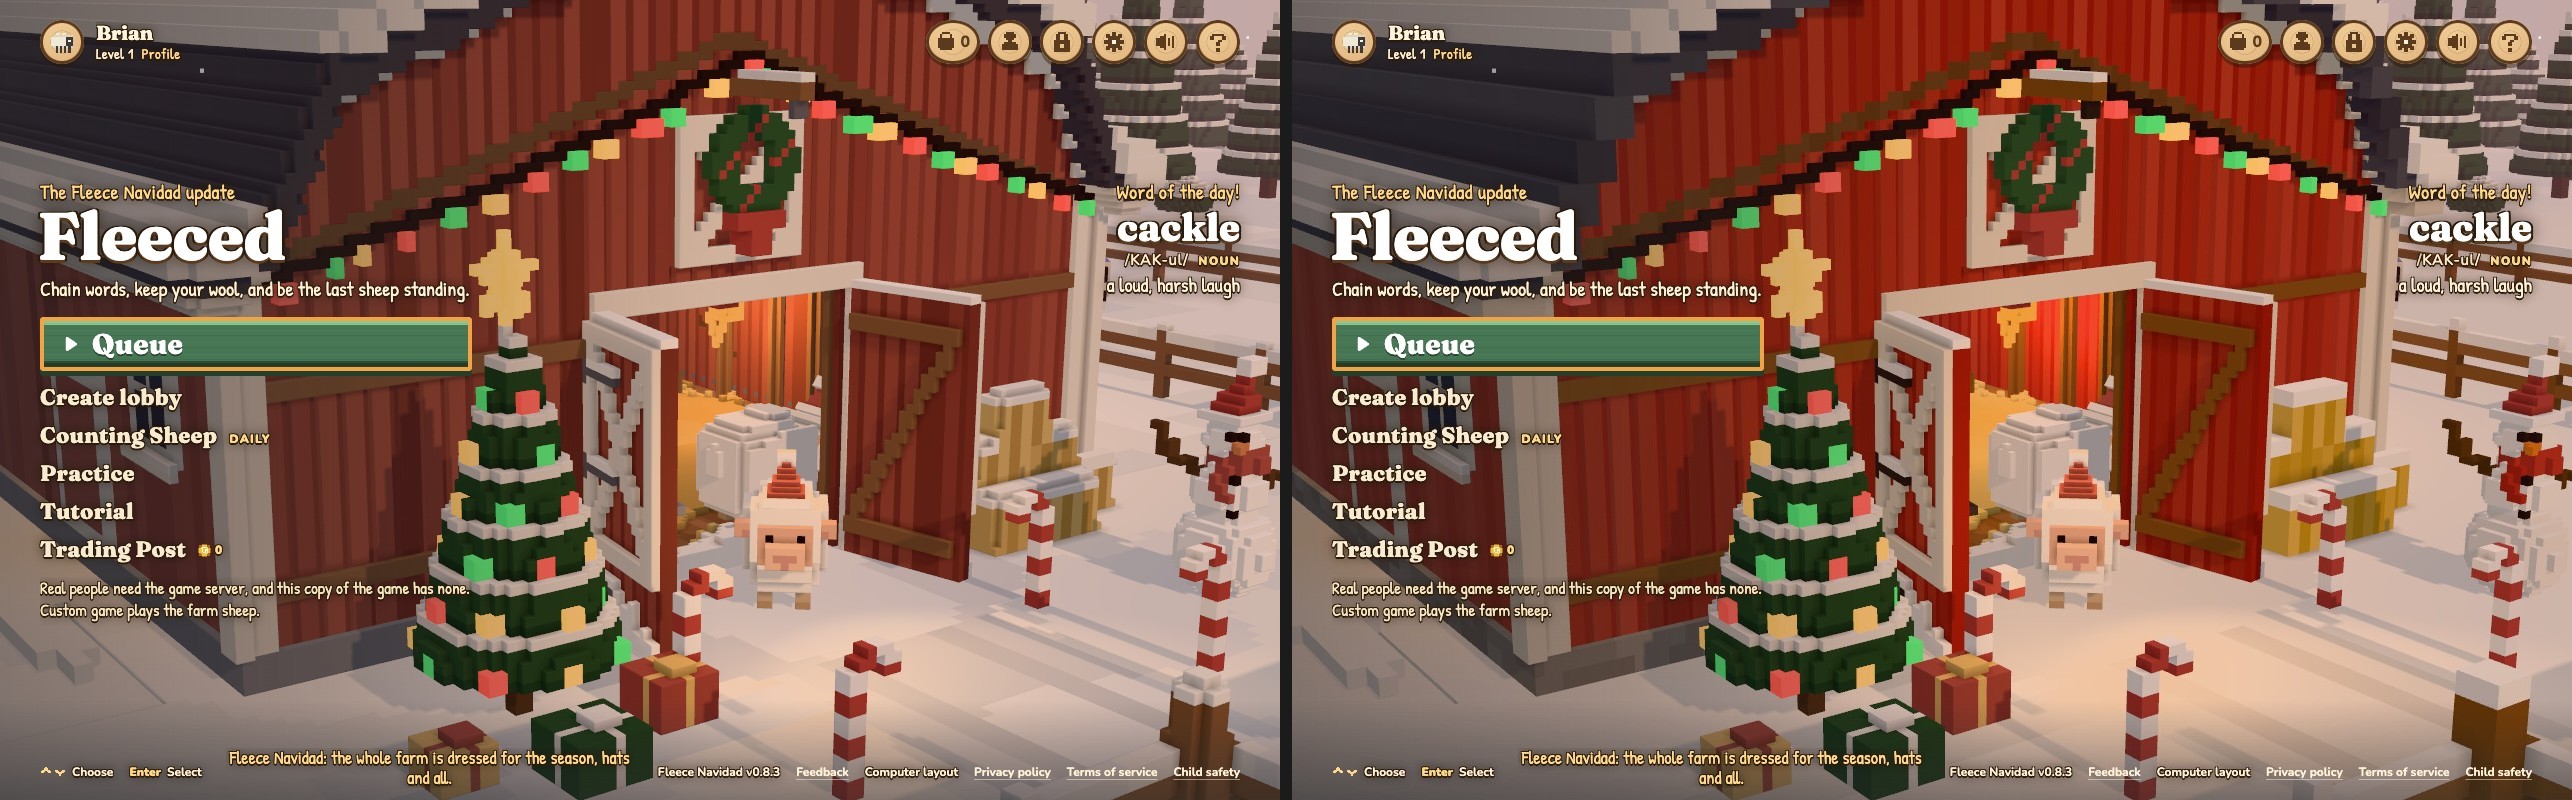 Brian
Level 1 Profile
0
?
The Fleece Navidad update
Fleeced
Chain words, keep your wool, and be the last sheep standing.
Queue
Create lobby
Counting Sheep DAILY
Practice
Tutorial
Trading Post 0
Real people need the game server, and this copy of the game has none.
Custom game plays the farm sheep.
Word of the day!
cackle
/KAK-ul/ NOUN
a loud, harsh laugh
Fleece Navidad: the whole farm is dressed for the season, hats
and all.
Choose Enter Select
Fleece Navidad v0.8.3 Feedback Computer layout Privacy policy Terms of service Child safety
Brian
Level 1 Profile
0
?
The Fleece Navidad update
Fleeced
Chain words, keep your wool, and be the last sheep standing.
Queue
Create lobby
Counting Sheep DAILY
Practice
Tutorial
Trading Post 0
Real people need the game server, and this copy of the game has none.
Custom game plays the farm sheep.
Word of the day!
cackle
/KAK-ul/ NOUN
a loud, harsh laugh
Fleece Navidad: the whole farm is dressed for the season, hats
and all.
Choose Enter Select
Fleece Navidad v0.8.3 Feedback Computer layout Privacy policy Terms of service Child safety